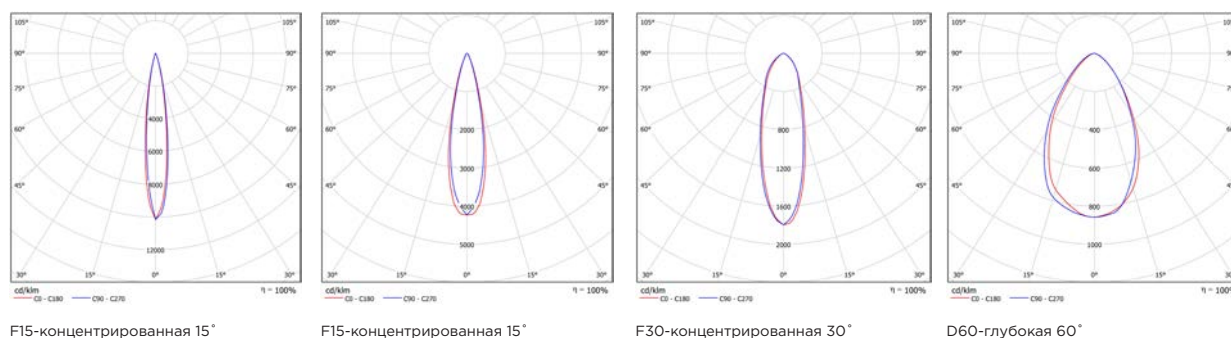 105° 105° 105° 105° 105° 105° 105° 105°
90° 90° 90° 90° 90° 90° 90° 90°
75° 75° 75° 75° 75° 75° 75° 75°
60° 60° 60° 60° 60° 60° 60° 60°
45° 45° 45° 45° 45° 45° 45° 45°
4000 2000 800 400
6000 3000 1200 600
8000 4000 1600 800
12000 5000 2000 1000
30° 15° 0° 15° 30° 30° 15° 0° 15° 30° 30° 15° 0° 15° 30° 30° 15° 0° 15° 30°
cd/klm η = 100% cd/klm η = 100% cd/klm η = 100% cd/klm η = 100%
C0 - C180 C90 - C270 C0 - C180 C90 - C270 C0 - C180 C90 - C270 C0 - C180 C90 - C270
F15-концентрированная 15˚ F15-концентрированная 15˚ F30-концентрированная 30˚ D60-глубокая 60˚